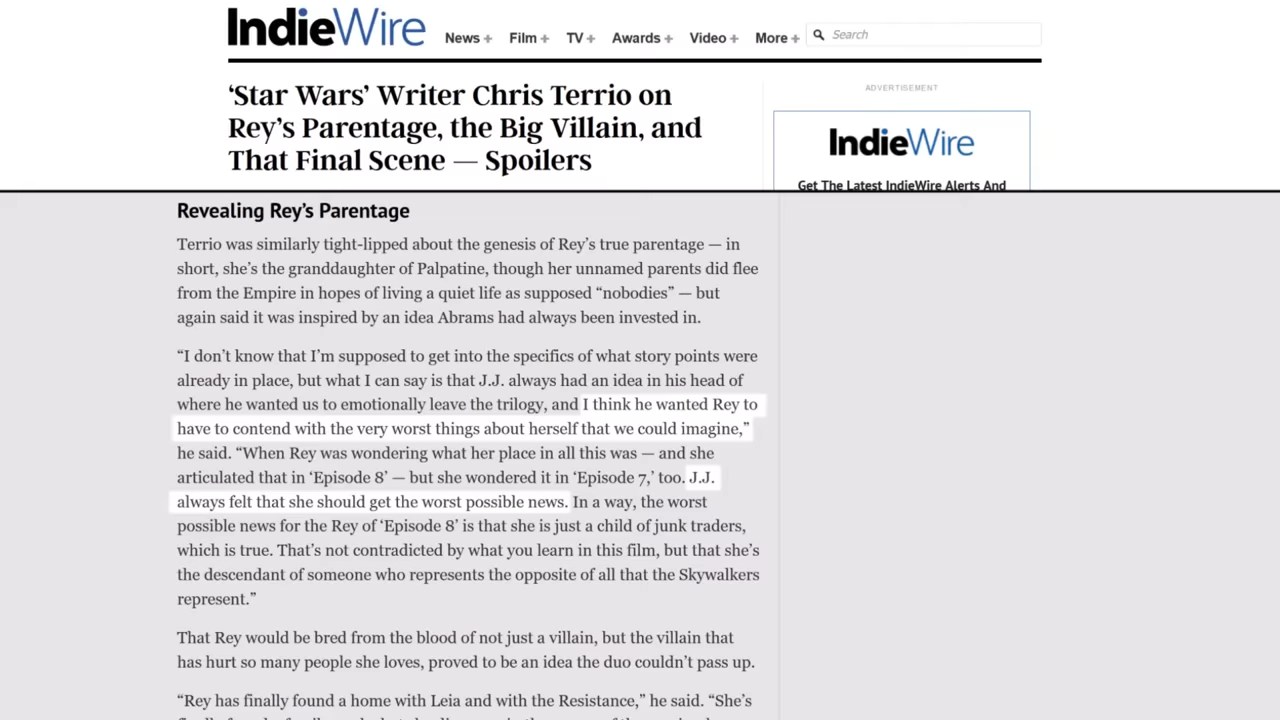 IndieWire
News + Film + TV + Awards + Video + More + Search
‘Star Wars’ Writer Chris Terrio on
Rey’s Parentage, the Big Villain, and
That Final Scene — Spoilers
ADVERTISEMENT
IndieWire
Get The Latest IndieWire Alerts And
Revealing Rey’s Parentage
Terrio was similarly tight-lipped about the genesis of Rey’s true parentage — in
short, she’s the granddaughter of Palpatine, though her unnamed parents did flee
from the Empire in hopes of living a quiet life as supposed “nobodies” — but
again said it was inspired by an idea Abrams had always been invested in.
“I don’t know that I’m supposed to get into the specifics of what story points were
already in place, but what I can say is that J.J. always had an idea in his head of
where he wanted us to emotionally leave the trilogy, and I think he wanted Rey to
have to contend with the very worst things about herself that we could imagine,”
he said. “When Rey was wondering what her place in all this was — and she
articulated that in ‘Episode 8’ — but she wondered it in ‘Episode 7,’ too. J.J.
always felt that she should get the worst possible news. In a way, the worst
possible news for the Rey of ‘Episode 8’ is that she is just a child of junk traders,
which is true. That’s not contradicted by what you learn in this film, but that she’s
the descendant of someone who represents the opposite of all that the Skywalkers
represent.”
That Rey would be bred from the blood of not just a villain, but the villain that
has hurt so many people she loves, proved to be an idea the duo couldn’t pass up.
“Rey has finally found a home with Leia and with the Resistance,” he said. “She’s